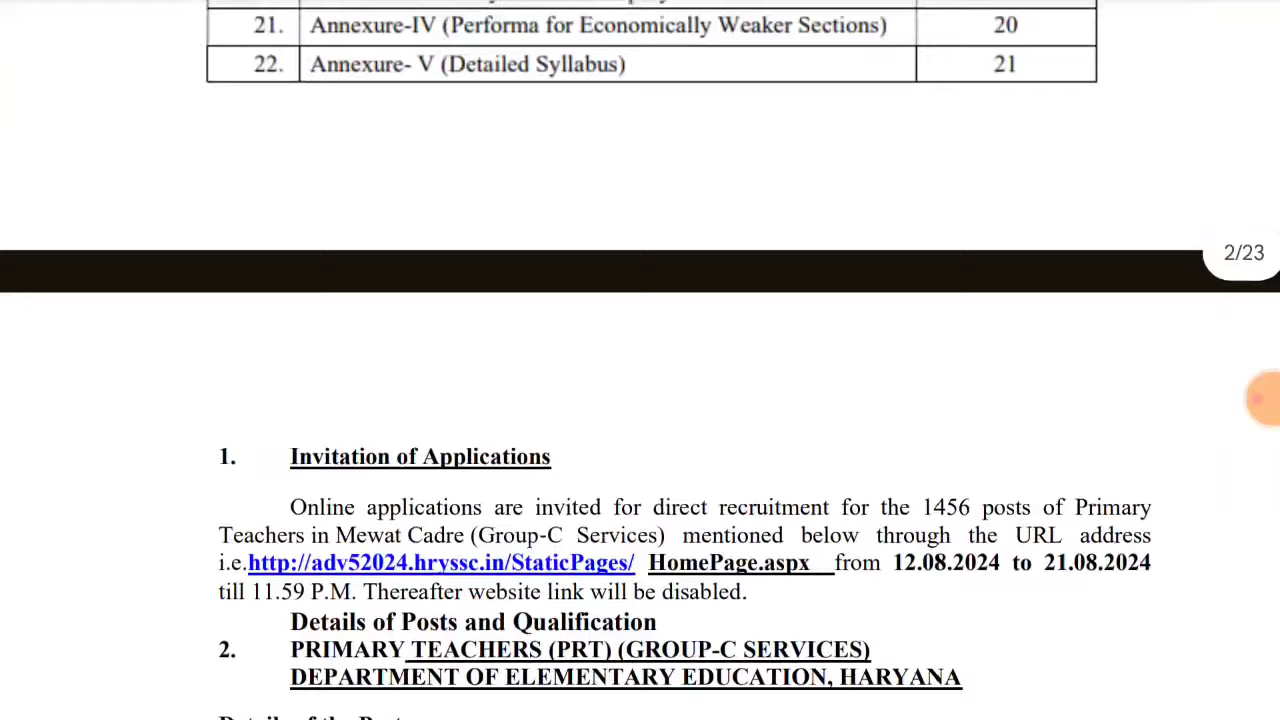 21. Annexure-IV (Performa for Economically Weaker Sections) 20
22. Annexure- V (Detailed Syllabus) 21
2/23
1. Invitation of Applications
Online applications are invited for direct recruitment for the 1456 posts of Primary
Teachers in Mewat Cadre (Group-C Services) mentioned below through the URL address
i.e.http://adv52024.hryssc.in/StaticPages/ HomePage.aspx from 12.08.2024 to 21.08.2024
till 11.59 P.M. Thereafter website link will be disabled.
Details of Posts and Qualification
2. PRIMARY TEACHERS (PRT) (GROUP-C SERVICES)
DEPARTMENT OF ELEMENTARY EDUCATION, HARYANA